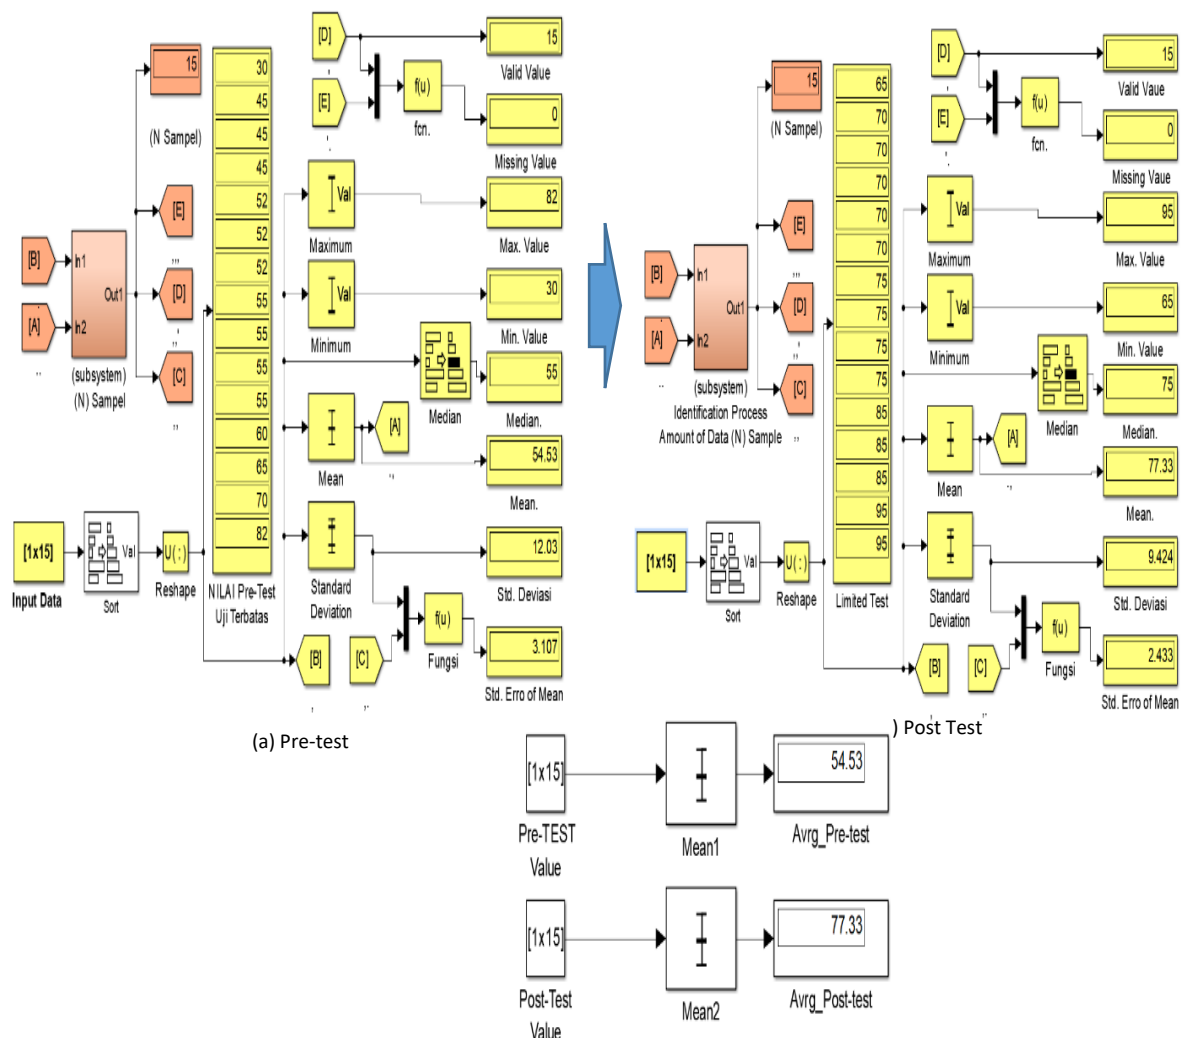 [D]
15
Valid Value
15
(N Sampel)
30
45
45
45
52
52
52
55
55
55
55
60
65
70
82
NILAI Pre-Test
Uji Terbatas
[E]
f(u)
fcn.
0
Missing Value
Val
Maximum
82
Max. Value
Val
Minimum
30
Min. Value
Median
55
Median.
Mean
[A]
54.53
Mean.
Standard
Deviation
12.03
Std. Deviasi
f(u)
Fungsi
3.107
Std. Erro of Mean
[B]
[C]
[B]
[A]
In1
In2
Out1
(subsystem)
(N) Sampel
[E]
[D]
[C]
[1x15]
Input Data
Val
Sort
U( : )
Reshape
(a) Pre-test
[D]
15
Valid Vaue
15
(N Sampel)
65
70
70
70
70
70
75
75
75
75
85
85
85
95
95
Limited Test
[E]
f(u)
fcn.
0
Missing Vaue
Val
Maximum
95
Max. Value
Val
Minimum
65
Min. Value
Median
75
Median.
Mean
[A]
77.33
Mean.
Standard
Deviation
9.424
Std. Deviasi
f(u)
Fungsi
2.433
Std. Erro of Mean
[B]
[C]
[B]
[A]
In1
In2
Out1
(subsystem)
Identification Process
Amount of Data (N) Sample
[E]
[D]
[C]
[1x15]
Val
Sort
U( : )
Reshape
) Post Test
[1x15]
Pre-TEST
Value
Mean1
54.53
Avrg_Pre-test
[1x15]
Post-Test
Value
Mean2
77.33
Avrg_Post-test